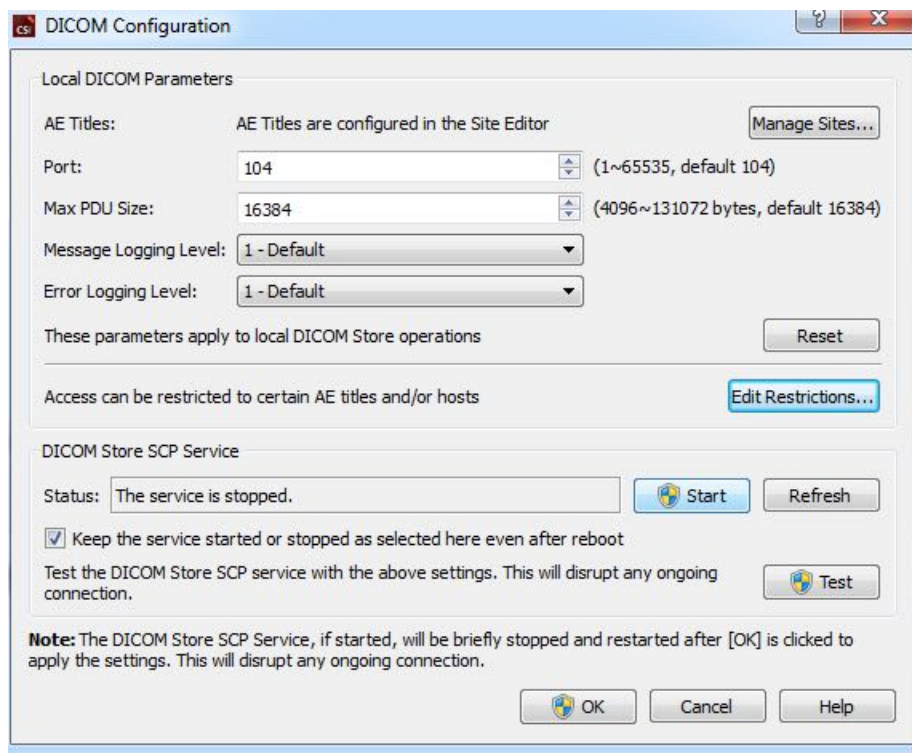 CSi DICOM Configuration
Local DICOM Parameters
AE Titles: AE Titles are configured in the Site Editor Manage Sites...
Port: 104 (1~65535, default 104)
Max PDU Size: 16384 (4096~131072 bytes, default 16384)
Message Logging Level: 1 - Default
Error Logging Level: 1 - Default
These parameters apply to local DICOM Store operations Reset
Access can be restricted to certain AE titles and/or hosts Edit Restrictions...
DICOM Store SCP Service
Status: The service is stopped. Start Refresh
Keep the service started or stopped as selected here even after reboot
Test the DICOM Store SCP service with the above settings. This will disrupt any ongoing
connection. Test
Note: The DICOM Store SCP Service, if started, will be briefly stopped and restarted after [OK] is clicked to
apply the settings. This will disrupt any ongoing connection.
OK Cancel Help